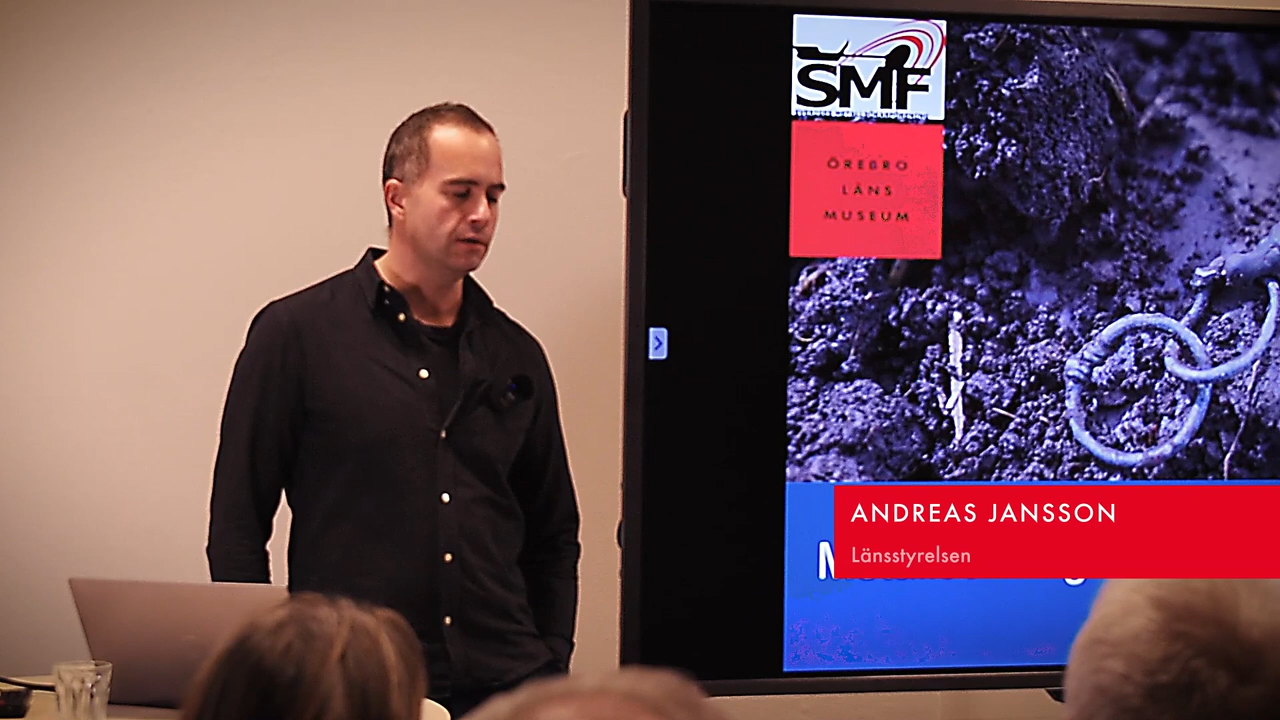 SMF
ÖREBRO
LÄNS
MUSEUM
ANDREAS JANSSON
Länsstyrelsen